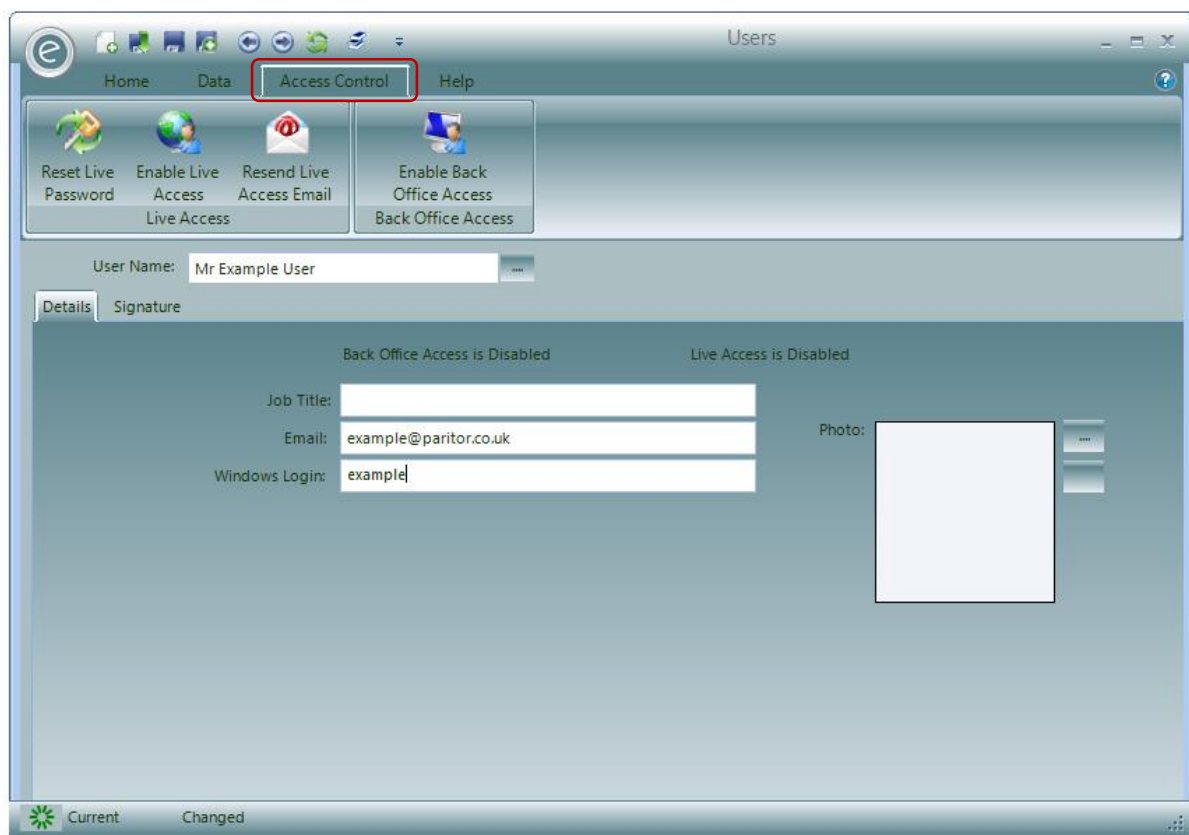 Users
e
Home Data Access Control Help
Reset Live Enable Live Resend Live Enable Back
Password Access Access Email Office Access
Live Access Back Office Access
User Name: Mr Example User
Details Signature
Back Office Access is Disabled Live Access is Disabled
Job Title:
Email: example@paritor.co.uk Photo:
Windows Login: example
Current Changed